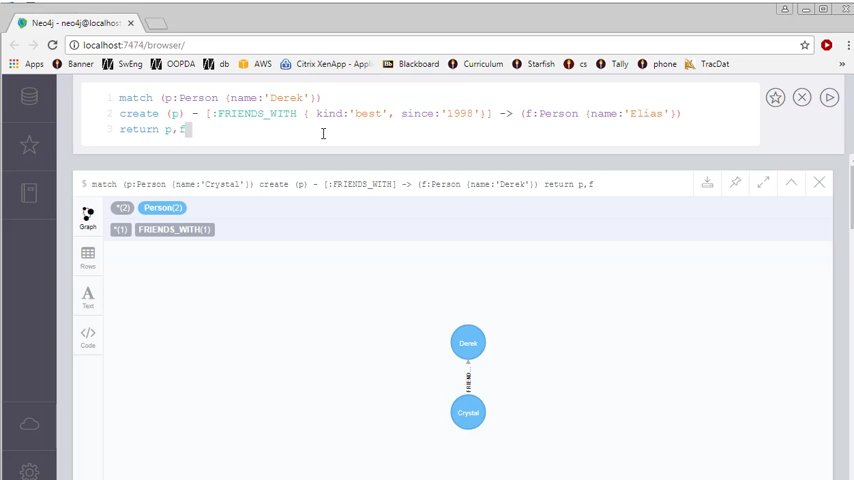 Neo4j - neo4j@localhost
localhost:7474/browser/
Apps Banner SwEng OOPDA db AWS Citrix XenApp - Appl Blackboard Curriculum Starfish cs Tally phone TracDat
1 match (p:Person {name:'Derek'})
2 create (p) - [:FRIENDS_WITH { kind:'best', since:'1998'}] -> (f:Person {name:'Elias'})
3 return p,f
$ match (p:Person {name:'Crystal'}) create (p) - [:FRIENDS_WITH] -> (f:Person {name:'Derek'}) return p,f
*(2) Person(2)
*(1) FRIENDS_WITH(1)
Graph
Rows
A
Text
Code
Derek
FRIEND...
Crystal